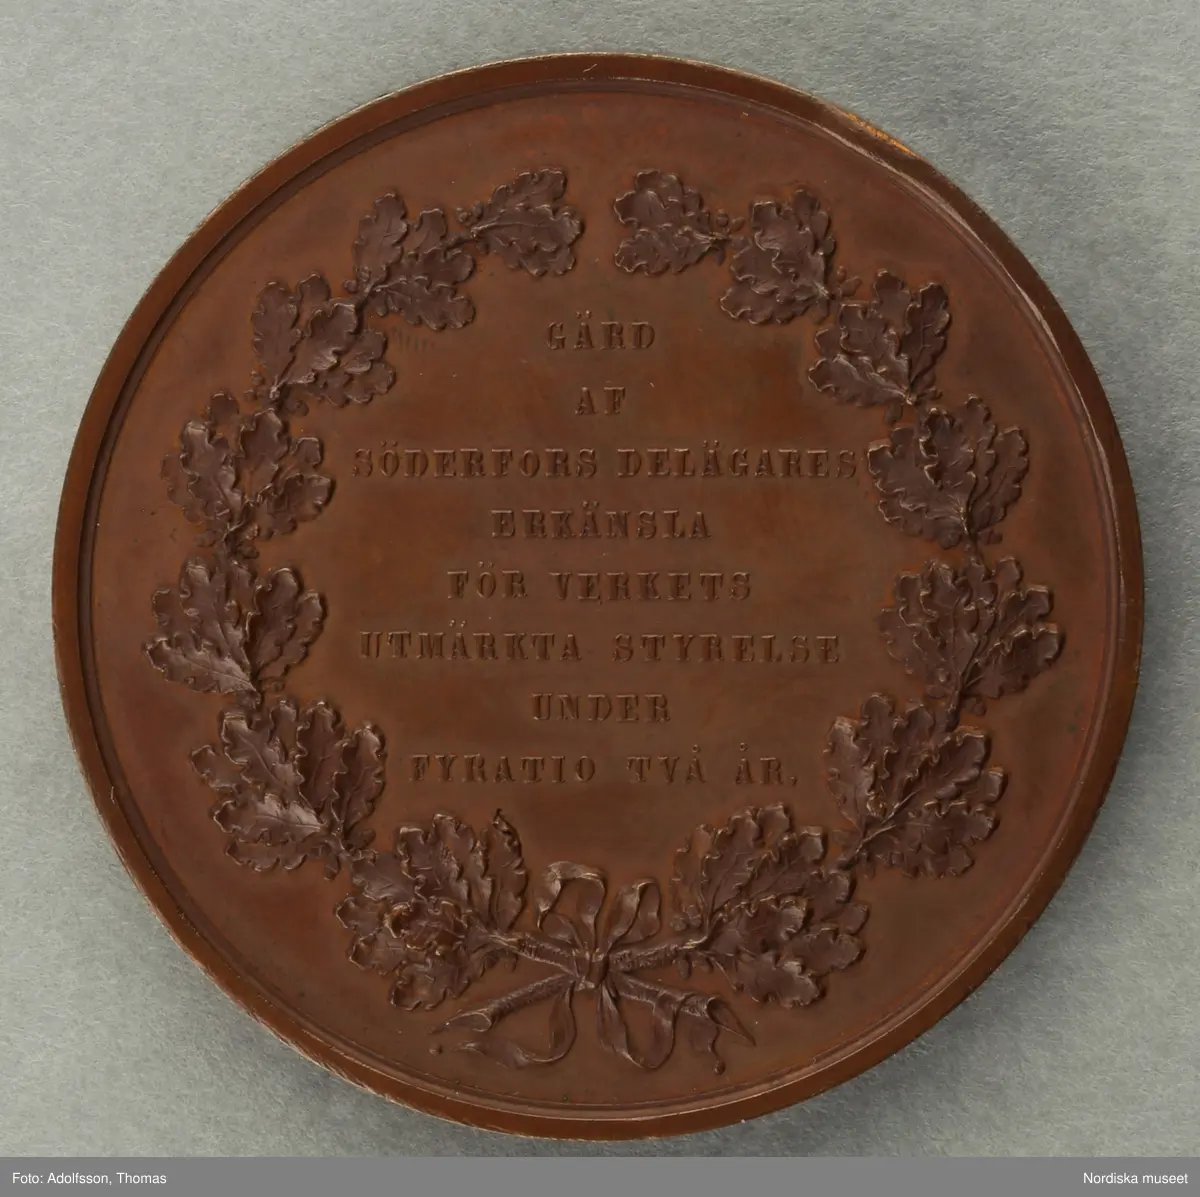 GÄRD
AF
SÖDERFORS DELÄGARES
ERKÄNSLA
FÖR VERKETS
UTMÄRKTA STYRELSE
UNDER
FYRATIO TVÅ ÅR.
Foto: Adolfsson, Thomas
Nordiska museet